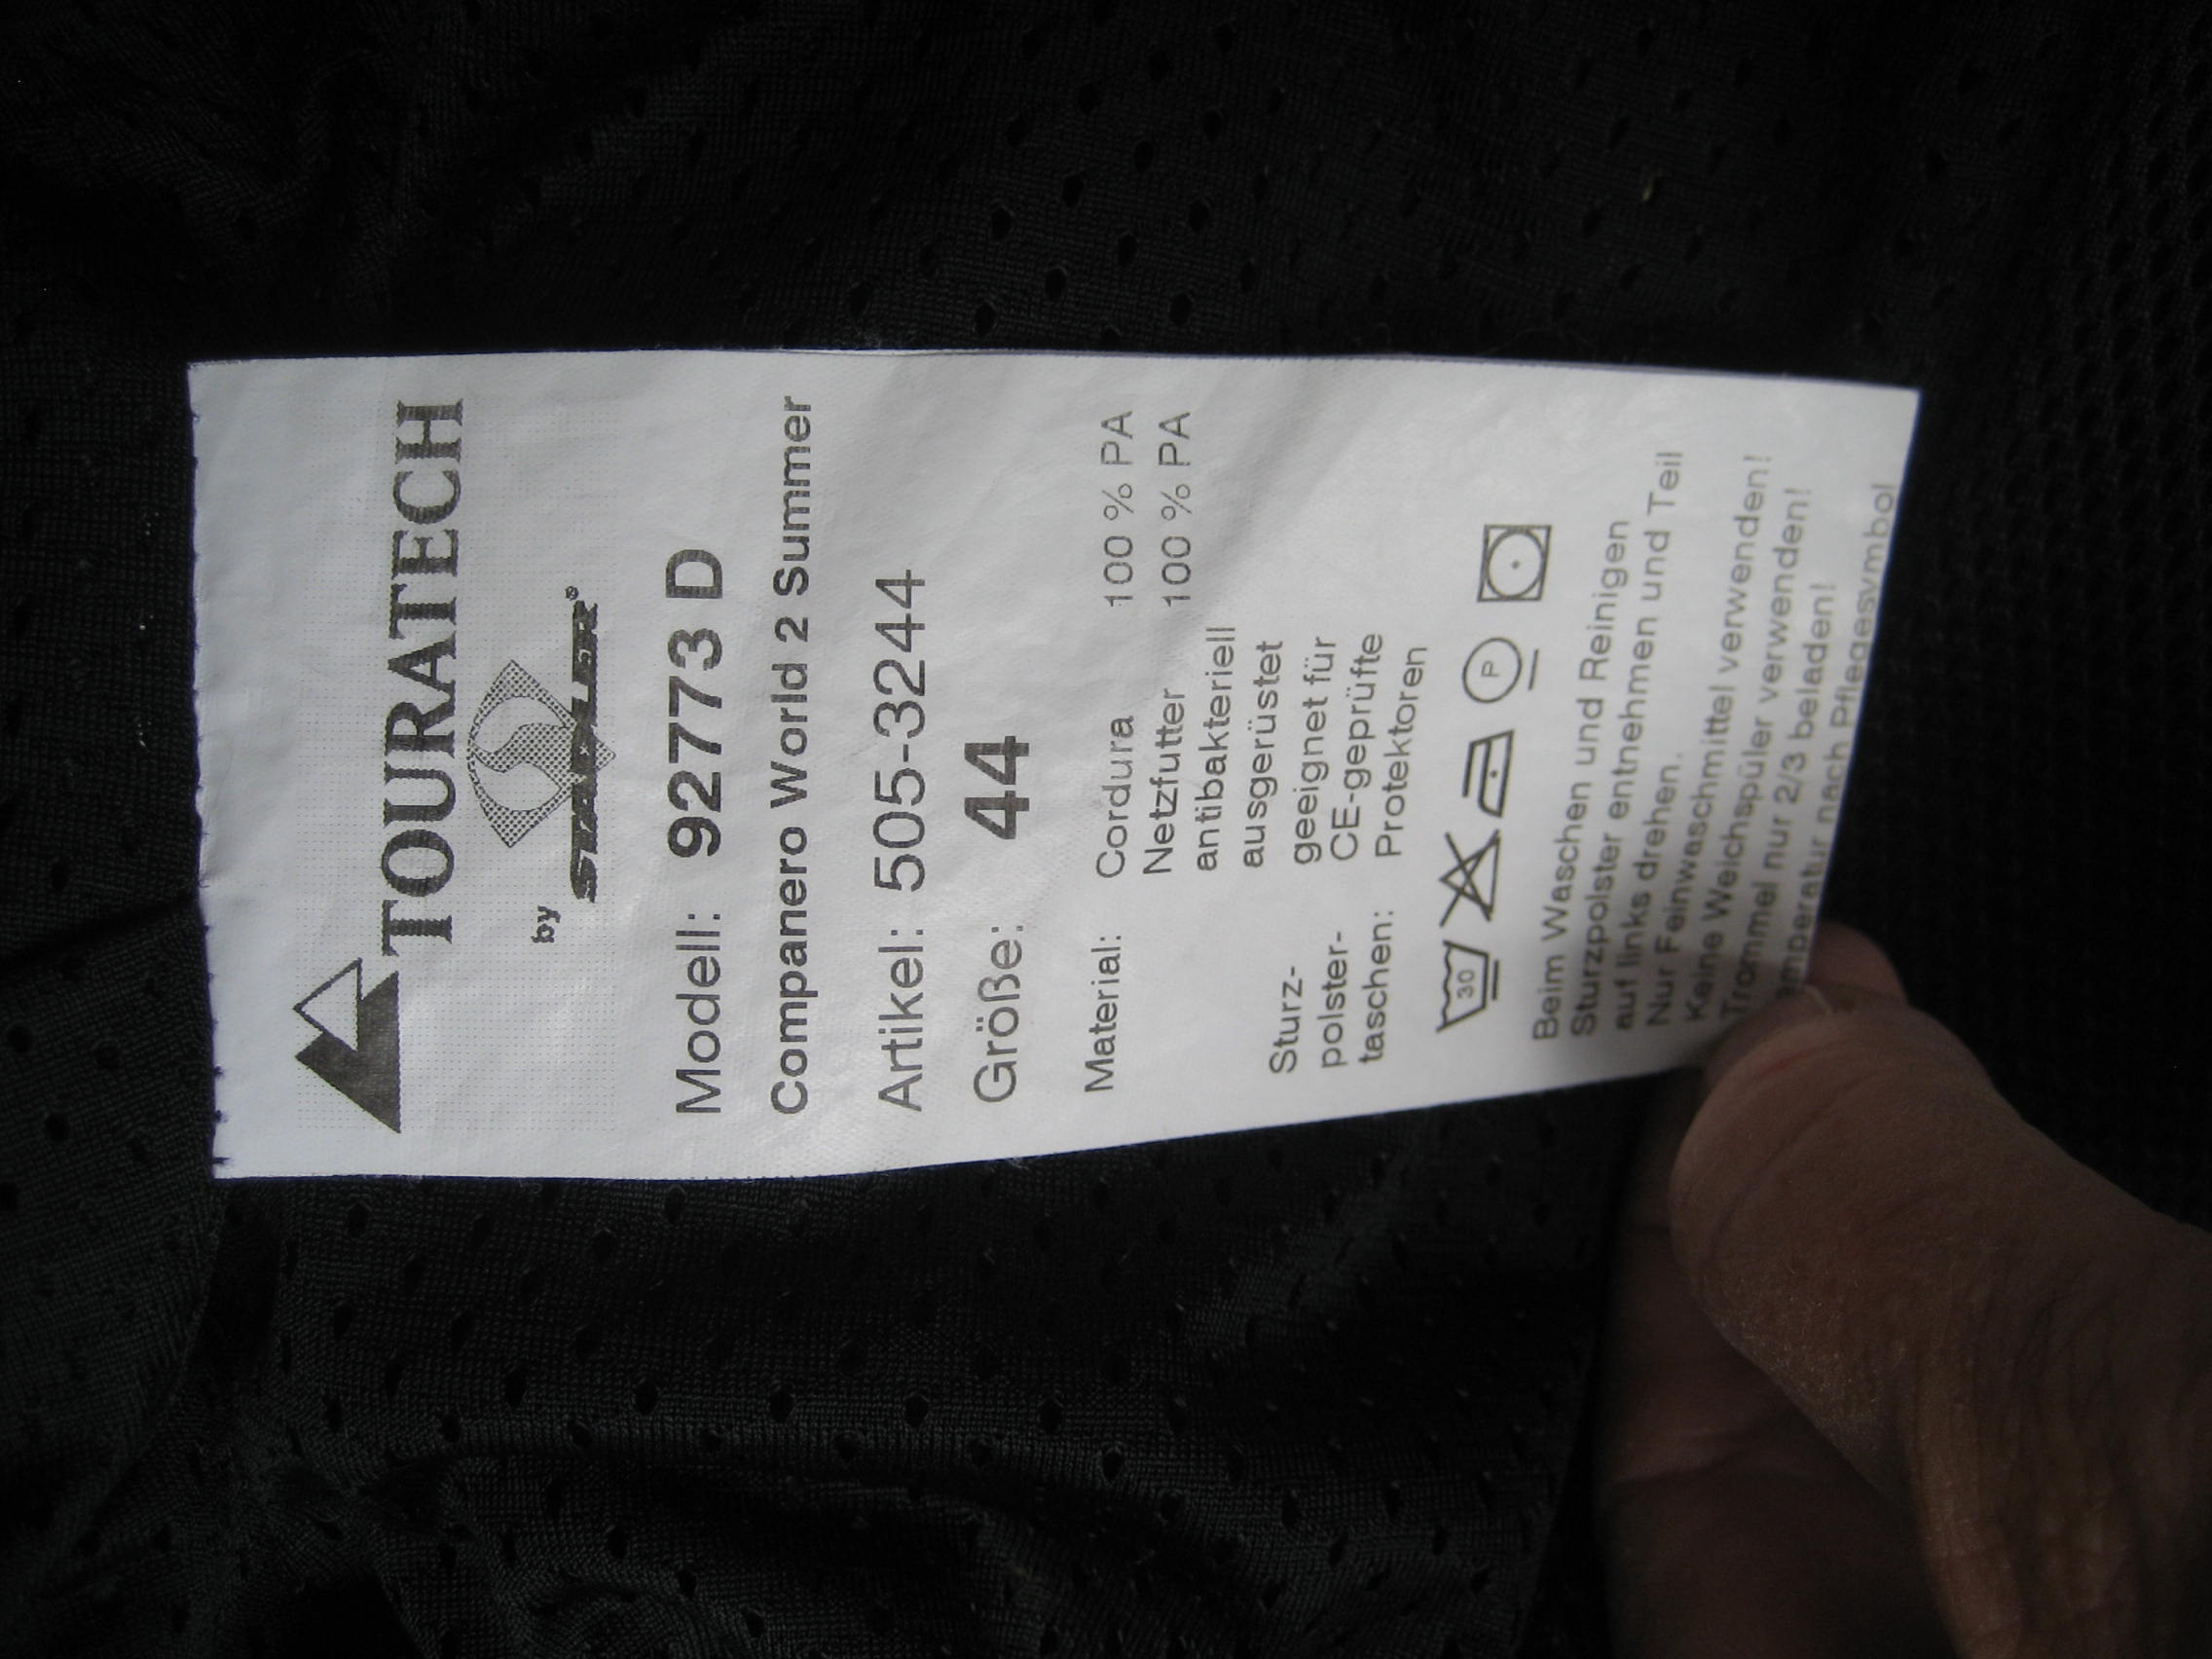 TOURATECH
by STADLER®
Modell: 92773 D
Companero World 2 Summer
Artikel: 505-3244
Größe: 44
Material: Cordura 100 % PA
Netzfutter 100 % PA
antibakteriell
ausgerüstet
Sturz- geeignet für
polster- CE-geprüfte
taschen: Protektoren
30 P
Beim Waschen und Reinigen
Sturzpolster entnehmen und Teil
auf links drehen.
Nur Feinwaschmittel verwenden!
Keine Weichspüler verwenden!
Trommel nur 2/3 beladen!
nach Pflegesymbol